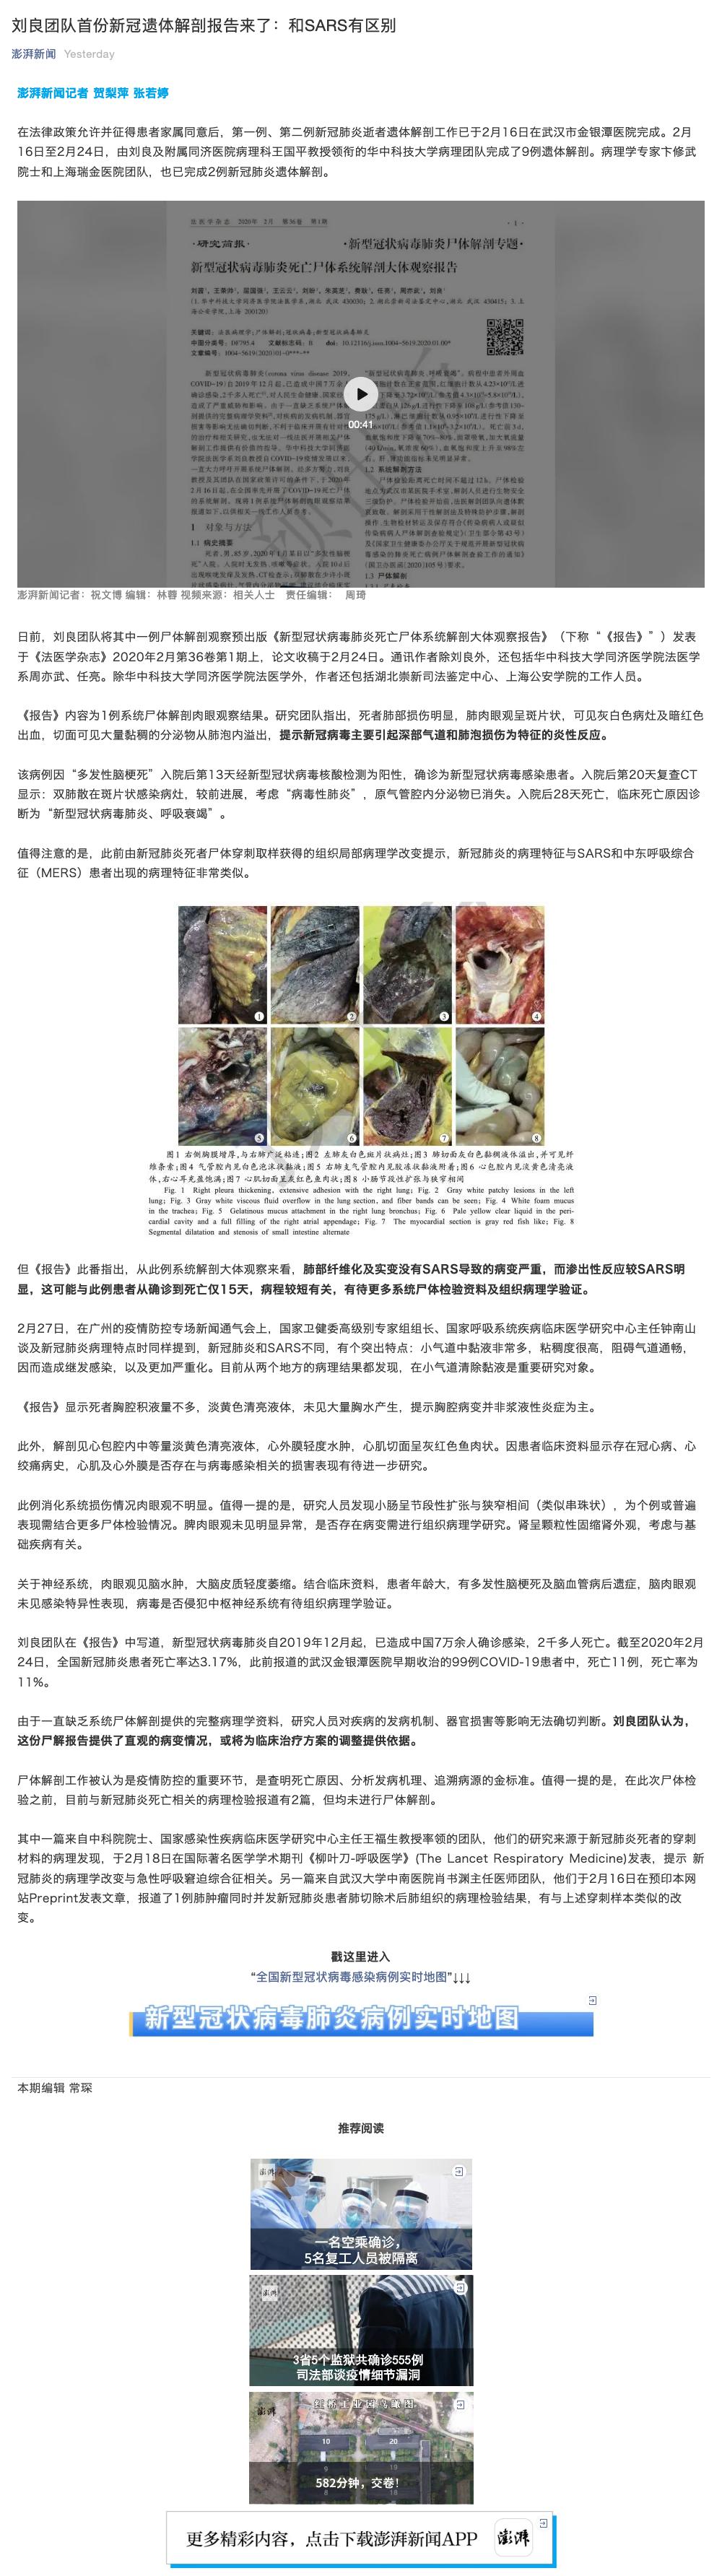 刘良团队首份新冠遗体解剖报告来了：和SARS有区别
澎湃新闻 Yesterday
澎湃新闻记者 贺梨萍 张若婷
在法律政策允许并征得患者家属同意后，第一例、第二例新冠肺炎逝者遗体解剖工作已于2月16日在武汉市金银潭医院完成。2月
16日至2月24日，由刘良及附属同济医院病理科王国平教授领衔的华中科技大学病理团队完成了9例遗体解剖。病理学专家卞修武
院士和上海瑞金医院团队，也已完成2例新冠肺炎遗体解剖。
法医学杂志 2020年 2月 第36卷 第1期
· 1 ·
·研究简报·
·新型冠状病毒肺炎尸体解剖专题·
新型冠状病毒肺炎死亡尸体系统解剖大体观察报告
00:41
1 对象与方法
1.1 病史摘要
1.2 系统解剖方法
1.3 尸体解剖
澎湃新闻记者：祝文博 编辑：林蓉 视频来源：相关人士 责任编辑： 周琦
日前，刘良团队将其中一例尸体解剖观察预出版《新型冠状病毒肺炎死亡尸体系统解剖大体观察报告》（下称“《报告》”）发表
于《法医学杂志》2020年2月第36卷第1期上，论文收稿于2月24日。通讯作者除刘良外，还包括华中科技大学同济医学院法医学
系周亦武、任亮。除华中科技大学同济医学院法医学外，作者还包括湖北崇新司法鉴定中心、上海公安学院的工作人员。
《报告》内容为1例系统尸体解剖肉眼观察结果。研究团队指出，死者肺部损伤明显，肺肉眼观呈斑片状，可见灰白色病灶及暗红色
出血，切面可见大量黏稠的分泌物从肺泡内溢出，提示新冠病毒主要引起深部气道和肺泡损伤为特征的炎性反应。
该病例因“多发性脑梗死”入院后第13天经新型冠状病毒核酸检测为阳性，确诊为新型冠状病毒感染患者。入院后第20天复查CT
显示：双肺散在斑片状感染病灶，较前进展，考虑“病毒性肺炎”，原气管腔内分泌物已消失。入院后28天死亡，临床死亡原因诊
断为“新型冠状病毒肺炎、呼吸衰竭”。
值得注意的是，此前由新冠肺炎死者尸体穿刺取样获得的组织局部病理学改变提示，新冠肺炎的病理特征与SARS和中东呼吸综合
征（MERS）患者出现的病理特征非常类似。
1
2
3
4
5
6
7
8
图1 右侧胸膜增厚，与右肺广泛粘连；图2 左肺灰白色斑片状病灶；图3 肺切面灰白色黏稠液体溢出，并可见纤
维条索；图4 气管腔内见白色泡沫状黏液；图5 右肺支气管腔内见胶冻状黏液附着；图6 心包腔内见淡黄色清亮液
体，右心耳充盈饱满；图7 心肌切面呈灰红色鱼肉状；图8 小肠节段性扩张与狭窄相间
Fig. 1 Right pleura thickening, extensive adhesion with the right lung; Fig. 2 Gray white patchy lesions in the left
lung; Fig. 3 Gray white viscous fluid overflow in the lung section, and fiber bands can be seen; Fig. 4 White foam mucus
in the trachea; Fig. 5 Gelatinous mucus attachment in the right lung bronchus; Fig. 6 Pale yellow clear liquid in the peri-
cardial cavity and a full filling of the right atrial appendage; Fig. 7 The myocardial section is gray red fish like; Fig. 8
Segmental dilatation and stenosis of small intestine alternate
但《报告》此番指出，从此例系统解剖大体观察来看，肺部纤维化及实变没有SARS导致的病变严重，而渗出性反应较SARS明
显，这可能与此例患者从确诊到死亡仅15天，病程较短有关，有待更多系统尸体检验资料及组织病理学验证。
2月27日，在广州的疫情防控专场新闻通气会上，国家卫健委高级别专家组组长、国家呼吸系统疾病临床医学研究中心主任钟南山
谈及新冠肺炎病理特点时同样提到，新冠肺炎和SARS不同，有个突出特点：小气道中黏液非常多，粘稠度很高，阻碍气道通畅，
因而造成继发感染，以及更加严重化。目前从两个地方的病理结果都发现，在小气道清除黏液是重要研究对象。
《报告》显示死者胸腔积液量不多，淡黄色清亮液体，未见大量胸水产生，提示胸腔病变并非浆液性炎症为主。
此外，解剖见心包腔内中等量淡黄色清亮液体，心外膜轻度水肿，心肌切面呈灰红色鱼肉状。因患者临床资料显示存在冠心病、心
绞痛病史，心肌及心外膜是否存在与病毒感染相关的损害表现有待进一步研究。
此例消化系统损伤情况肉眼观不明显。值得一提的是，研究人员发现小肠呈节段性扩张与狭窄相间（类似串珠状），为个例或普遍
表现需结合更多尸体检验情况。脾肉眼观未见明显异常，是否存在病变需进行组织病理学研究。肾呈颗粒性固缩肾外观，考虑与基
础疾病有关。
关于神经系统，肉眼观见脑水肿，大脑皮质轻度萎缩。结合临床资料，患者年龄大，有多发性脑梗死及脑血管病后遗症，脑肉眼观
未见感染特异性表现，病毒是否侵犯中枢神经系统有待组织病理学验证。
刘良团队在《报告》中写道，新型冠状病毒肺炎自2019年12月起，已造成中国7万余人确诊感染，2千多人死亡。截至2020年2月
24日，全国新冠肺炎患者死亡率达3.17%，此前报道的武汉金银潭医院早期收治的99例COVID-19患者中，死亡11例，死亡率为
11%。
由于一直缺乏系统尸体解剖提供的完整病理学资料，研究人员对疾病的发病机制、器官损害等影响无法确切判断。刘良团队认为，
这份尸解报告提供了直观的病变情况，或将为临床治疗方案的调整提供依据。
尸体解剖工作被认为是疫情防控的重要环节，是查明死亡原因、分析发病机理、追溯病源的金标准。值得一提的是，在此次尸体检
验之前，目前与新冠肺炎死亡相关的病理检验报道有2篇，但均未进行尸体解剖。
其中一篇来自中科院院士、国家感染性疾病临床医学研究中心主任王福生教授率领的团队，他们的研究来源于新冠肺炎死者的穿刺
材料的病理发现，于2月18日在国际著名医学学术期刊《柳叶刀-呼吸医学》(The Lancet Respiratory Medicine)发表，提示 新
冠肺炎的病理学改变与急性呼吸窘迫综合征相关。另一篇来自武汉大学中南医院肖书渊主任医师团队，他们于2月16日在预印本网
站Preprint发表文章，报道了1例肺肿瘤同时并发新冠肺炎患者肺切除术后肺组织的病理检验结果，有与上述穿刺样本类似的改
变。
戳这里进入
“全国新型冠状病毒感染病例实时地图”↓↓↓
新型冠状病毒肺炎病例实时地图
本期编辑 常琛
推荐阅读
澎湃
一名空乘确诊，
5名复工人员被隔离
澎湃
3省5个监狱共确诊555例
司法部谈疫情细节漏洞
澎湃
红桥工业园鸟瞰图
10
20
582分钟，交卷！
更多精彩内容，点击下载澎湃新闻APP
澎湃